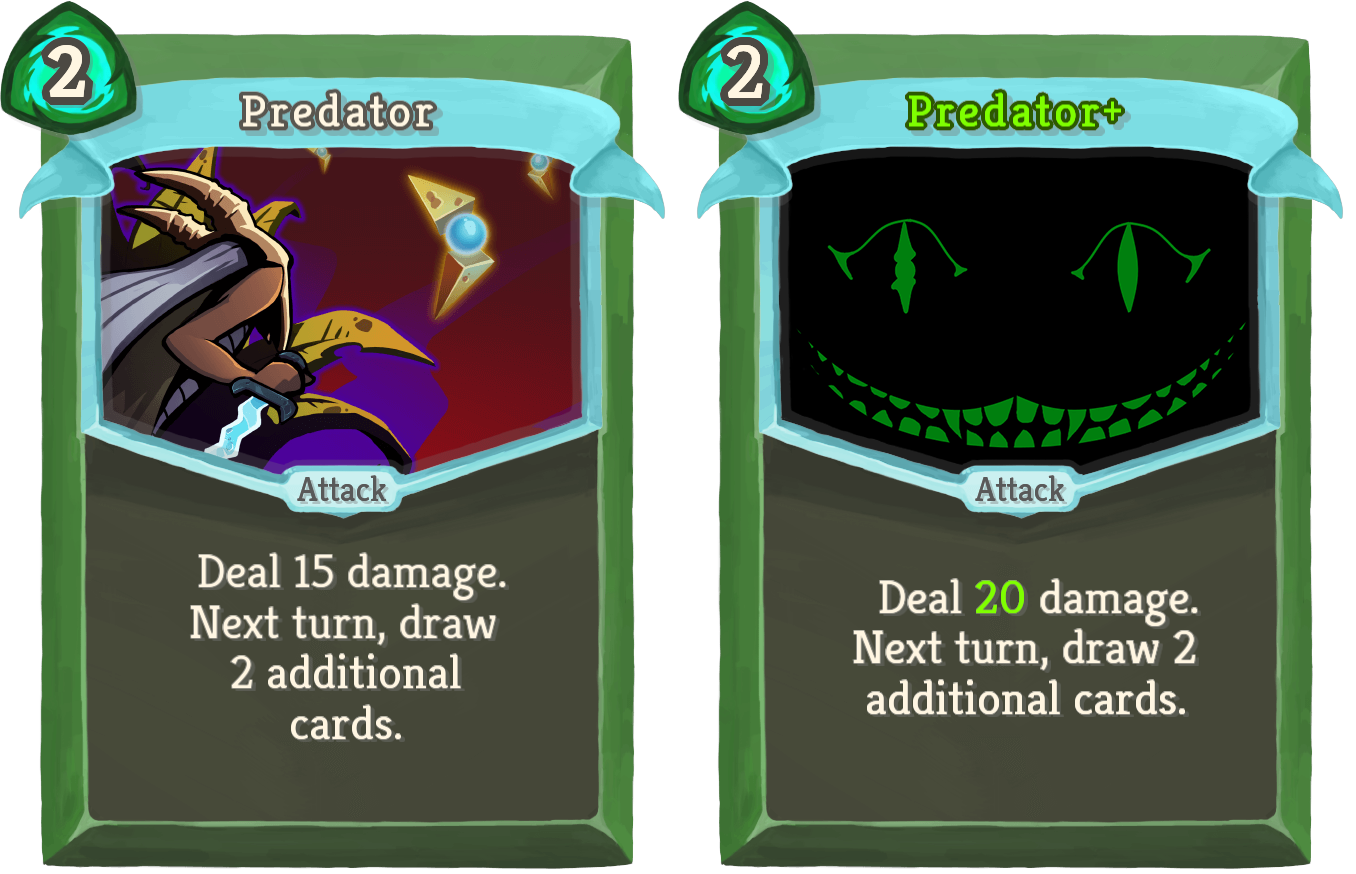 2
Predator
Attack
Deal 15 damage.
Next turn, draw
2 additional
cards.
2
Predator+
Attack
Deal 20 damage.
Next turn, draw 2
additional cards.